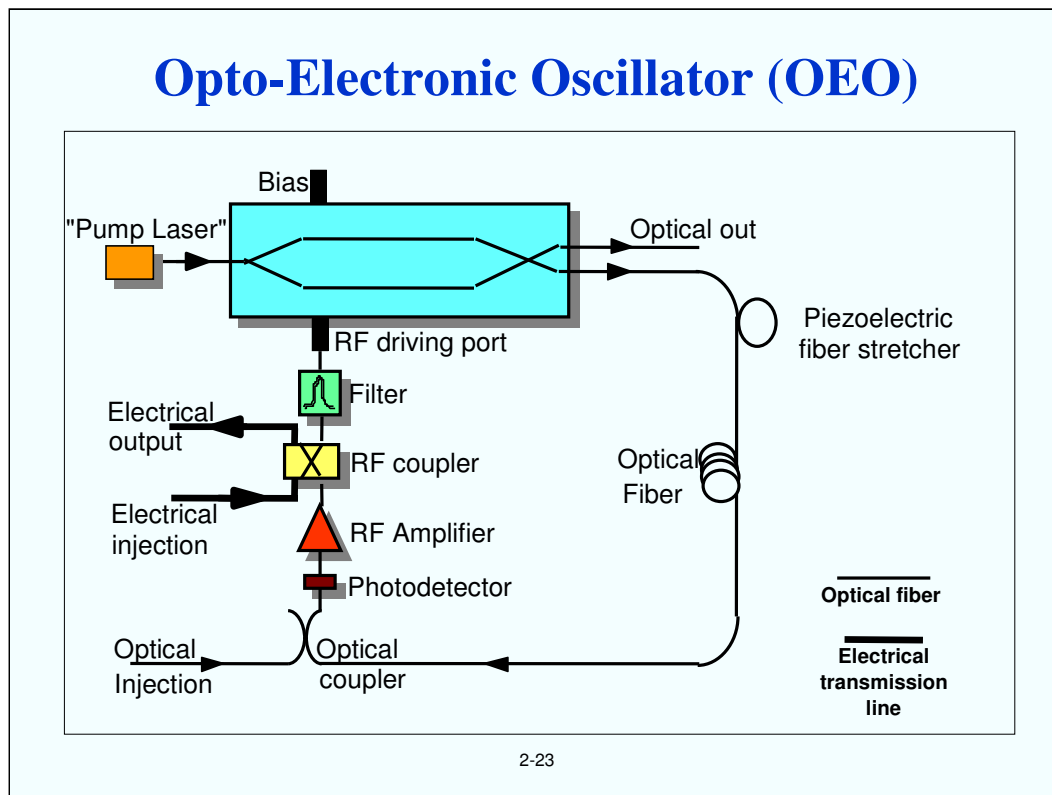 Opto-Electronic Oscillator (OEO)
Bias
"Pump Laser"
Optical out
RF driving port
Piezoelectric
fiber stretcher
Filter
Electrical
output
RF coupler
Optical
Fiber
Electrical
injection
RF Amplifier
Photodetector
Optical fiber
Optical
Injection
Optical
coupler
Electrical
transmission
line
2-23